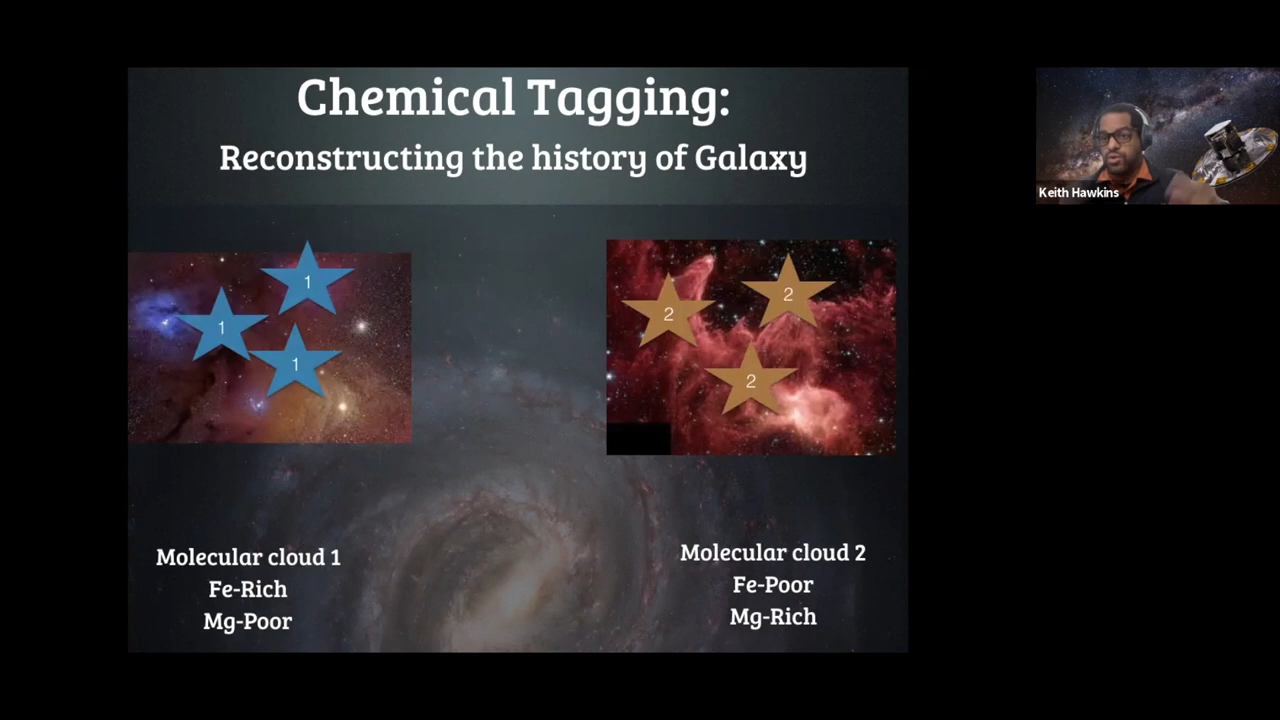 Chemical Tagging:
Reconstructing the history of Galaxy
1
1
1
2
2
2
Molecular cloud 1
Fe-Rich
Mg-Poor
Molecular cloud 2
Fe-Poor
Mg-Rich
Keith Hawkins